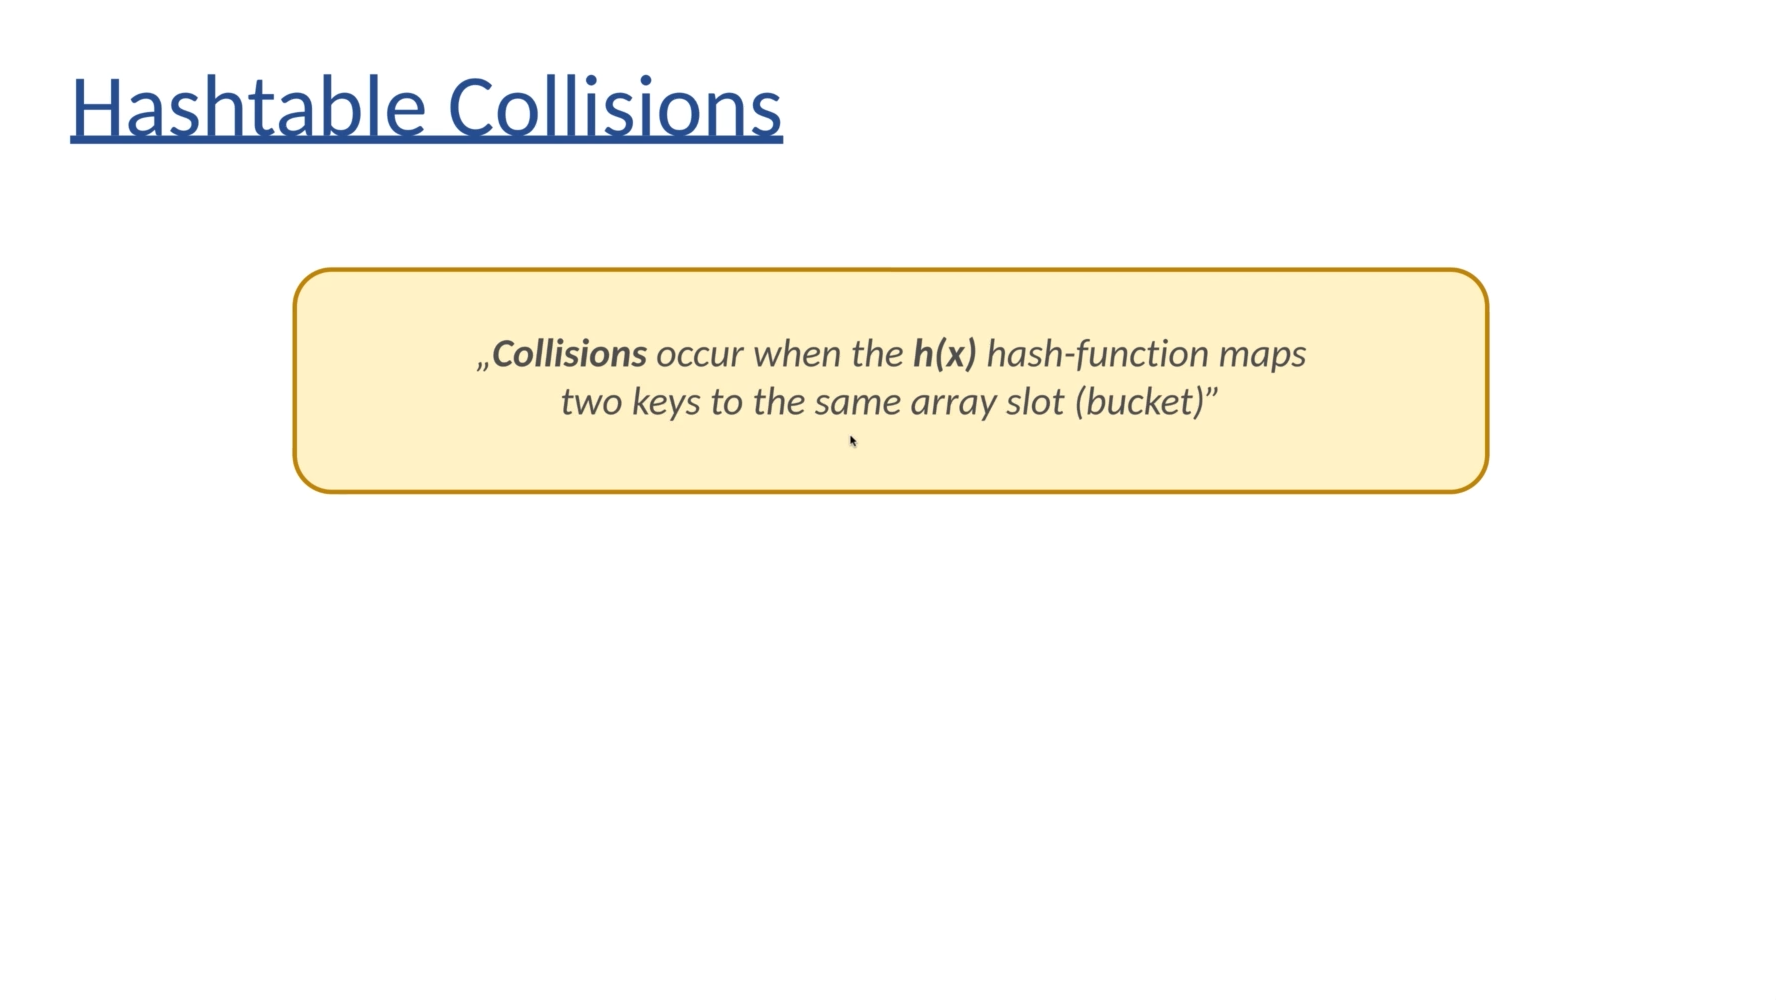 Hashtable Collisions
„Collisions occur when the h(x) hash-function maps
two keys to the same array slot (bucket)”